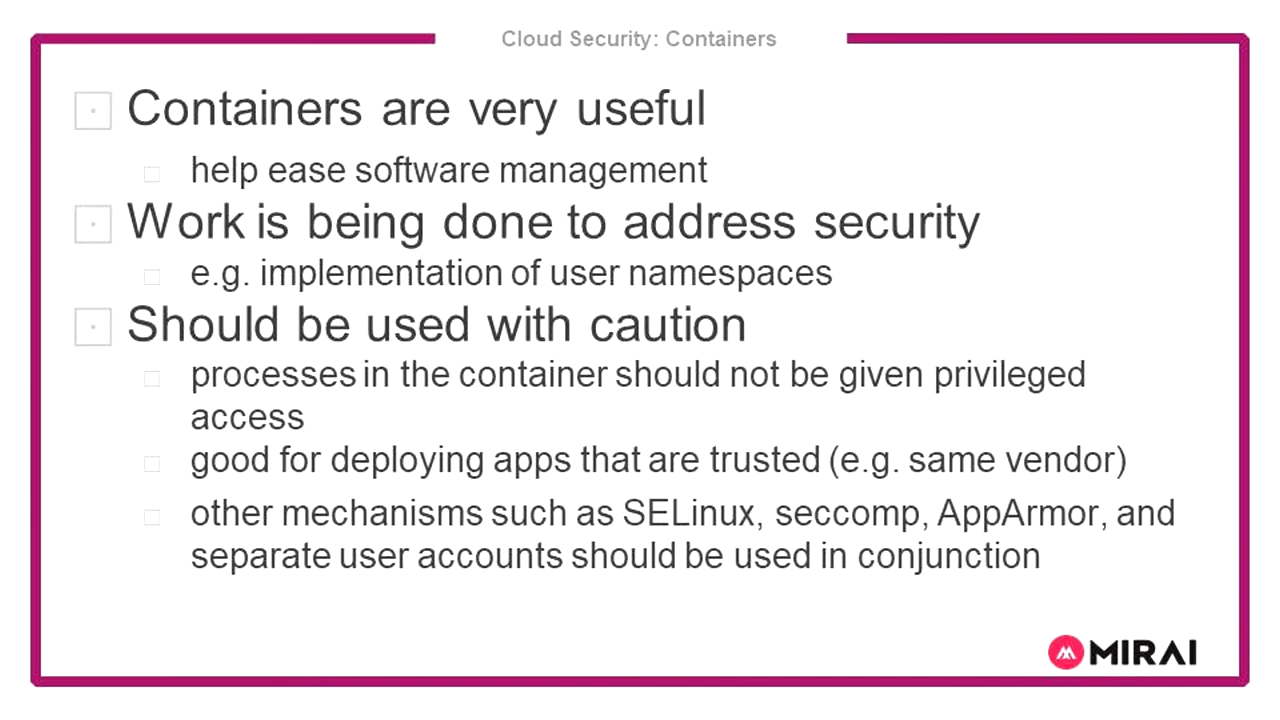 Cloud Security: Containers
Containers are very useful
help ease software management
Work is being done to address security
e.g. implementation of user namespaces
Should be used with caution
processes in the container should not be given privileged
access
good for deploying apps that are trusted (e.g. same vendor)
other mechanisms such as SELinux, seccomp, AppArmor, and
separate user accounts should be used in conjunction
MIRAI